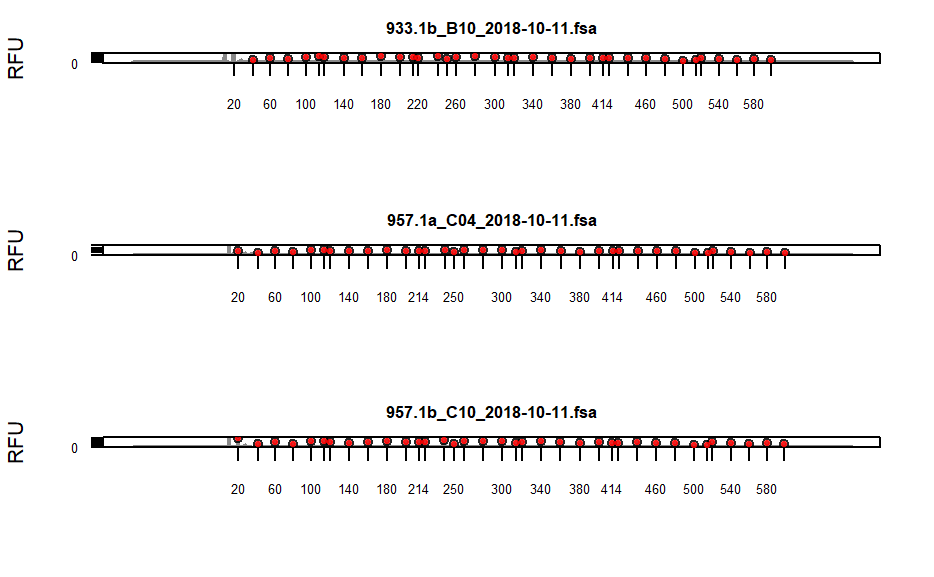 933.1b_B10_2018-10-11.fsa
RFU
0
20 60 100 140 180 220 260 300 340 380 414 460 500 540 580
957.1a_C04_2018-10-11.fsa
RFU
0
20 60 100 140 180 214 250 300 340 380 414 460 500 540 580
957.1b_C10_2018-10-11.fsa
RFU
0
20 60 100 140 180 214 250 300 340 380 414 460 500 540 580